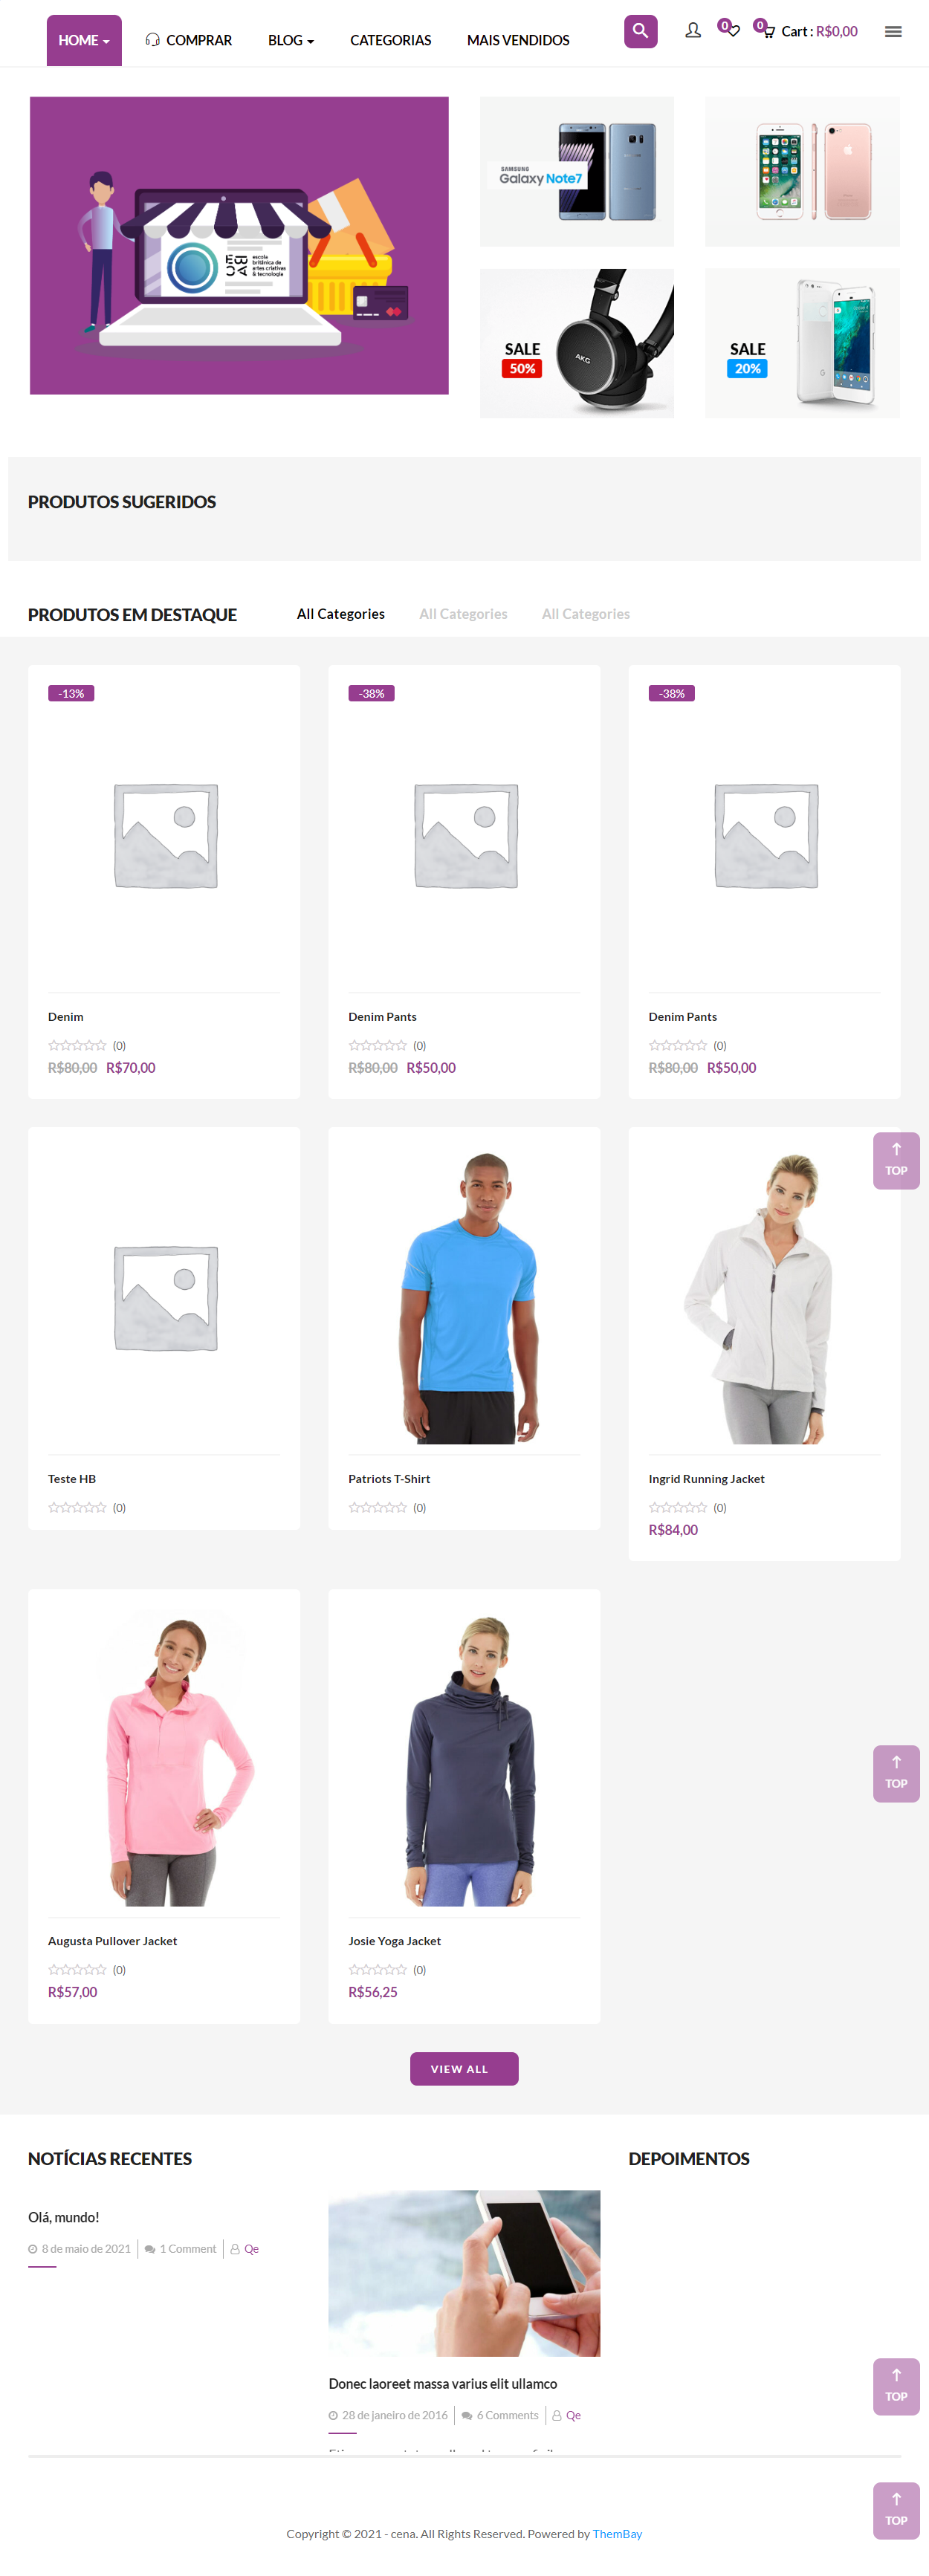 HOME
COMPRAR
BLOG
CATEGORIAS
MAIS VENDIDOS
0
0
Cart : R$0,00
EBAC
escola
britânica de
artes criativas
& tecnologia
SAMSUNG
Galaxy Note7
SALE
50%
AKG
SALE
20%
PRODUTOS SUGERIDOS
PRODUTOS EM DESTAQUE
All Categories
All Categories
All Categories
-13%
-38%
-38%
Denim
Denim Pants
Denim Pants
(0)
(0)
(0)
R$80,00 R$70,00
R$80,00 R$50,00
R$80,00 R$50,00
TOP
Teste HB
Patriots T-Shirt
Ingrid Running Jacket
(0)
(0)
(0)
R$84,00
TOP
Augusta Pullover Jacket
Josie Yoga Jacket
(0)
(0)
R$57,00
R$56,25
VIEW ALL
NOTÍCIAS RECENTES
DEPOIMENTOS
Olá, mundo!
8 de maio de 2021
1 Comment
Qe
Donec laoreet massa varius elit ullamco
28 de janeiro de 2016
6 Comments
Qe
TOP
TOP
Copyright © 2021 - cena. All Rights Reserved. Powered by ThemBay